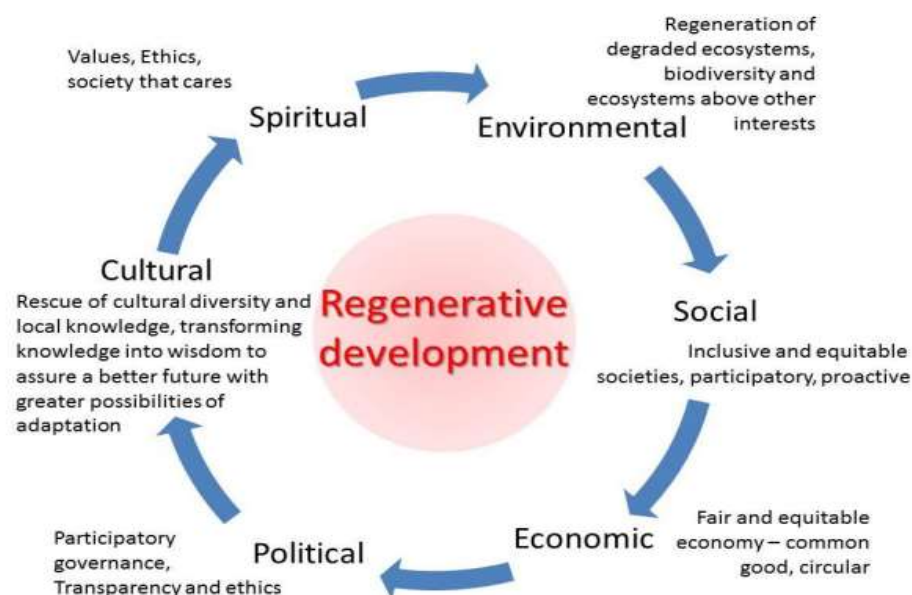 Values, Ethics,
society that cares
Spiritual
Regeneration of
degraded ecosystems,
biodiversity and
ecosystems above other
interests
Environmental
Social
Inclusive and equitable
societies, participatory, proactive
Fair and equitable
economy – common
good, circular
Economic
Political
Participatory
governance,
Transparency and ethics
Cultural
Rescue of cultural diversity and
local knowledge, transforming
knowledge into wisdom to
assure a better future with
greater possibilities of
adaptation
Regenerative
development